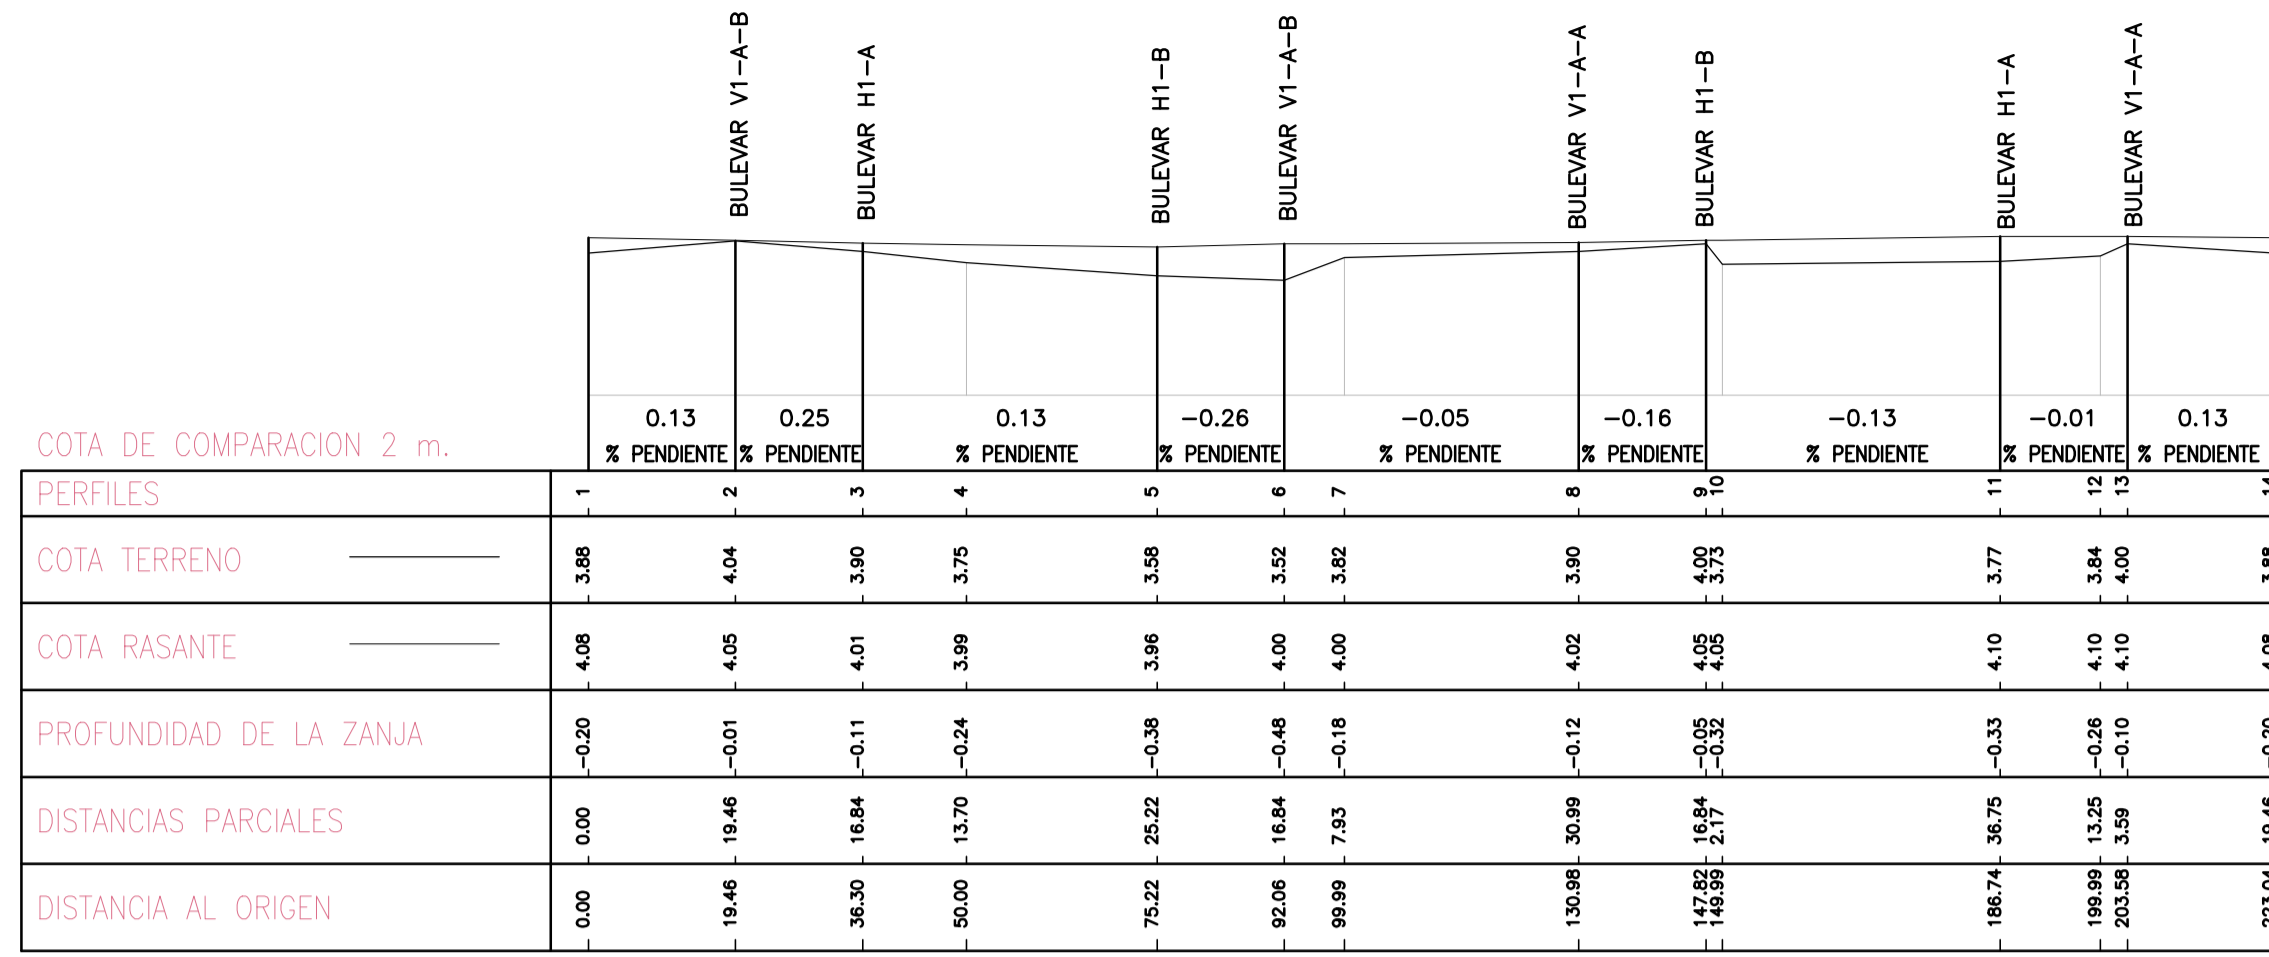 BULEVAR V1-A-B
BULEVAR H1-A
BULEVAR H1-B
BULEVAR V1-A-B
BULEVAR V1-A-A
BULEVAR H1-B
BULEVAR H1-A
BULEVAR V1-A-A
0.13 0.25 0.13 -0.26 -0.05 -0.16 -0.13 -0.01 0.13
COTA DE COMPARACION 2 m.
% PENDIENTE % PENDIENTE % PENDIENTE % PENDIENTE % PENDIENTE % PENDIENTE % PENDIENTE % PENDIENTE % PENDIENTE
PERFILES 1 2 3 4 5 6 7 8 9 10 11 12 13 14
COTA TERRENO 3.88 4.04 3.90 3.75 3.58 3.52 3.82 3.90 4.00 3.73 3.77 3.84 4.00
COTA RASANTE 4.08 4.05 4.01 3.99 3.96 4.00 4.00 4.02 4.05 4.05 4.10 4.10 4.10
PROFUNDIDAD DE LA ZANJA -0.20 -0.01 -0.11 -0.24 -0.38 -0.48 -0.18 -0.12 -0.05 -0.32 -0.33 -0.26 -0.10
DISTANCIAS PARCIALES 0.00 19.46 16.84 13.70 25.22 16.84 7.93 30.99 16.84 2.17 36.75 13.25 3.59
DISTANCIA AL ORIGEN 0.00 19.46 36.30 50.00 75.22 92.06 99.99 130.98 147.82 149.99 186.74 199.99 203.58